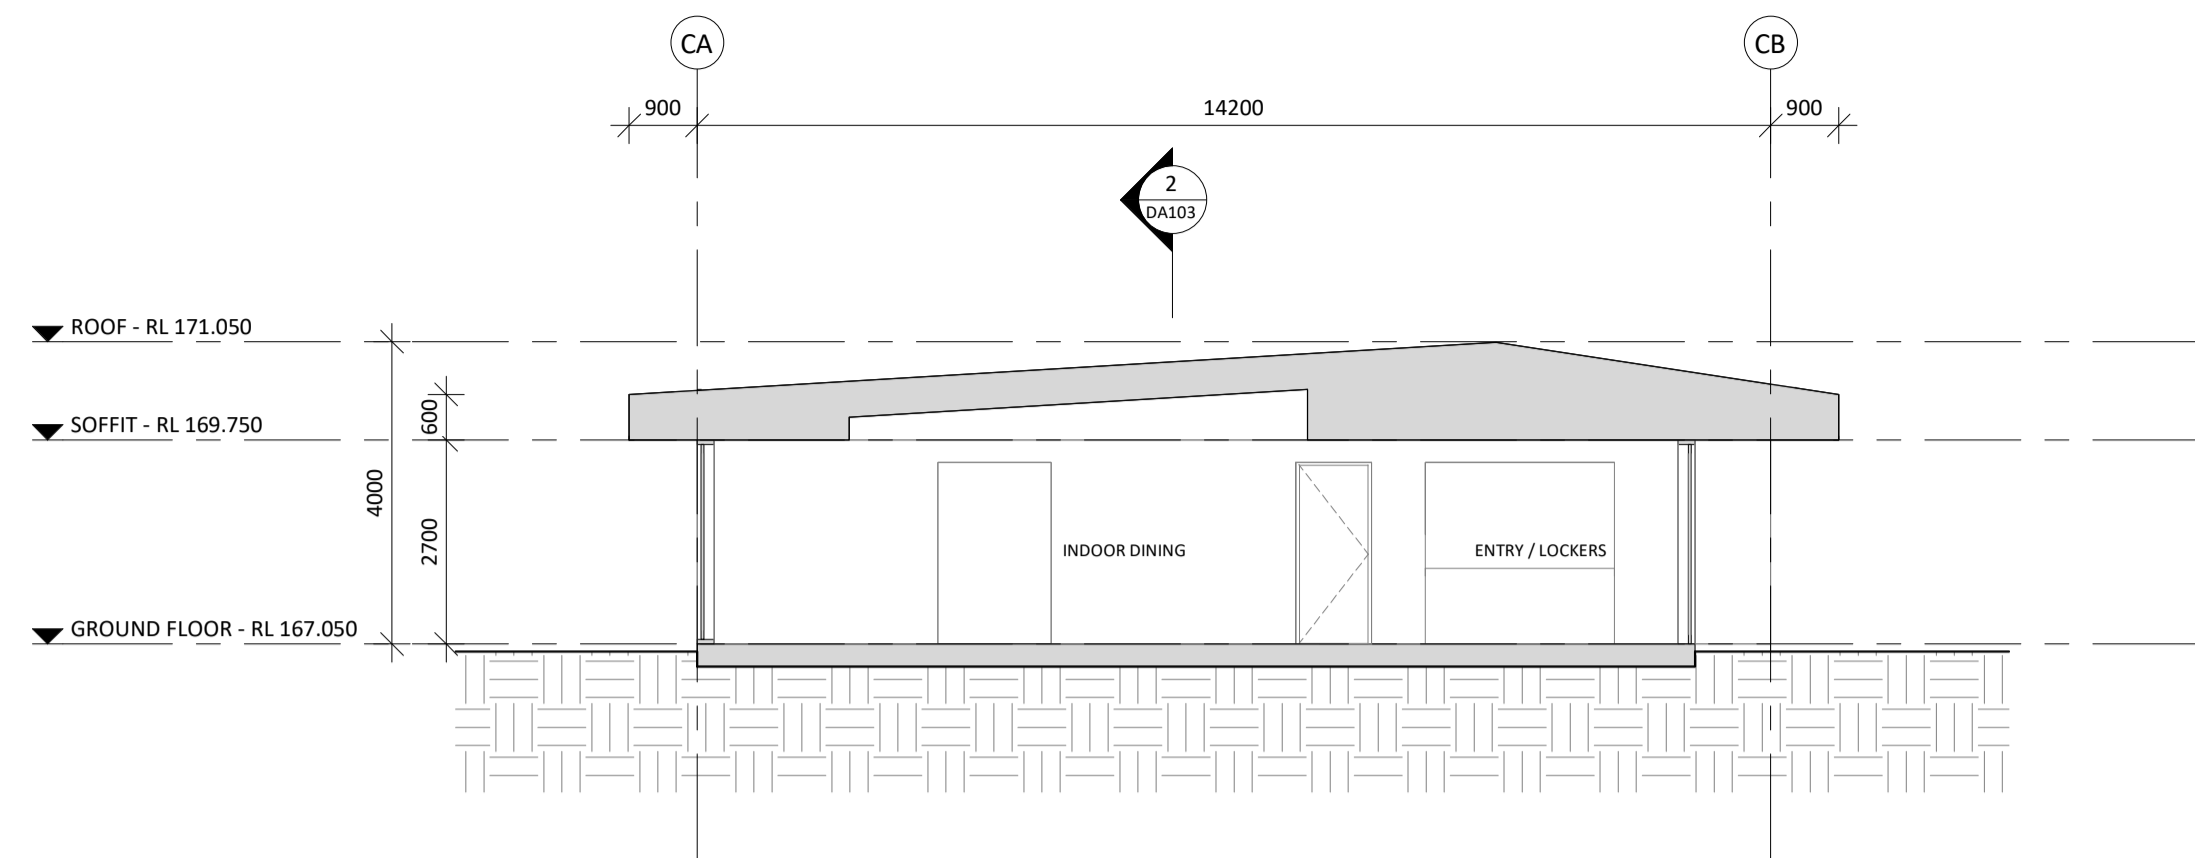 CA
CB
900
14200
900
2
DA103
ROOF - RL 171.050
SOFFIT - RL 169.750
600
4000
2700
INDOOR DINING
ENTRY / LOCKERS
GROUND FLOOR - RL 167.050